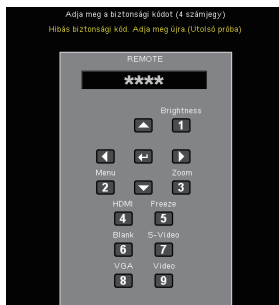 Adja meg a biztonsági kódot (4 számjegy)
Hibás biztonsági kód. Adja meg újra.(Utolsó próba)
REMOTE
****
Brightness
1
Menu Zoom
2 3
HDMI Freeze
4 5
Blank S-Video
6 7
VGA Video
8 9